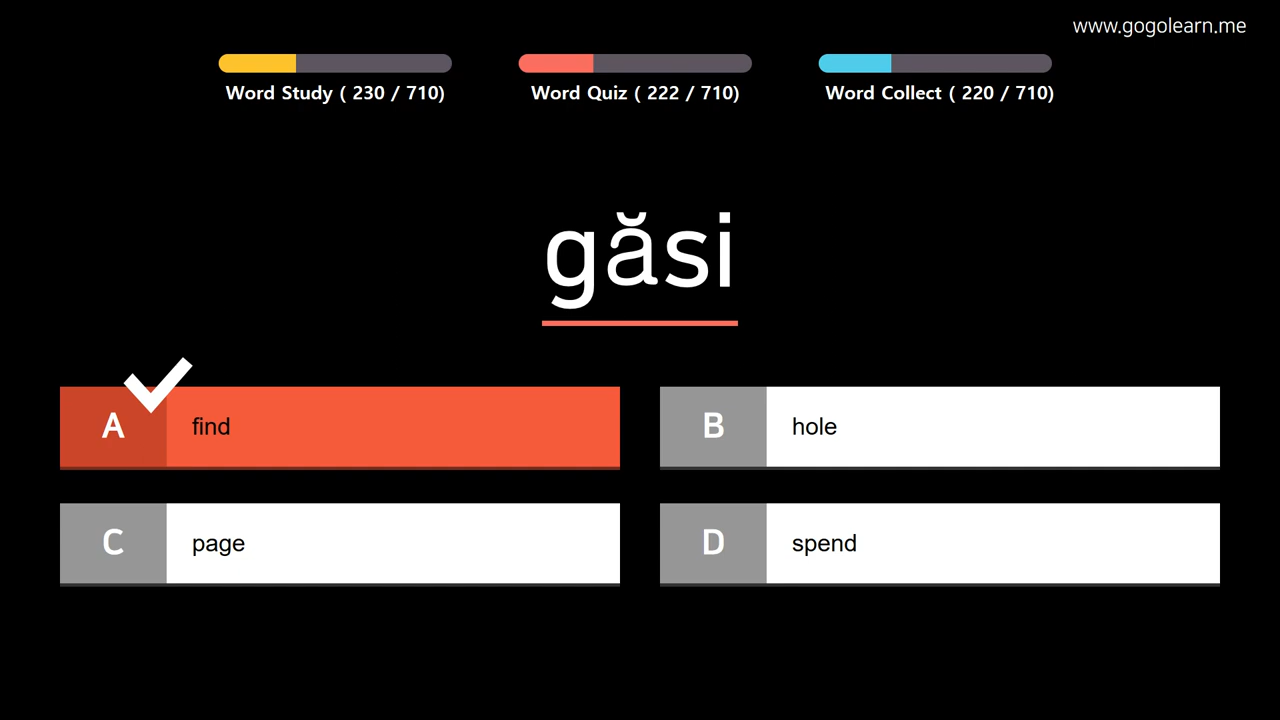 www.gogolearn.me
Word Study ( 230 / 710)
Word Quiz ( 222 / 710)
Word Collect ( 220 / 710)
găsi
A find
B hole
C page
D spend